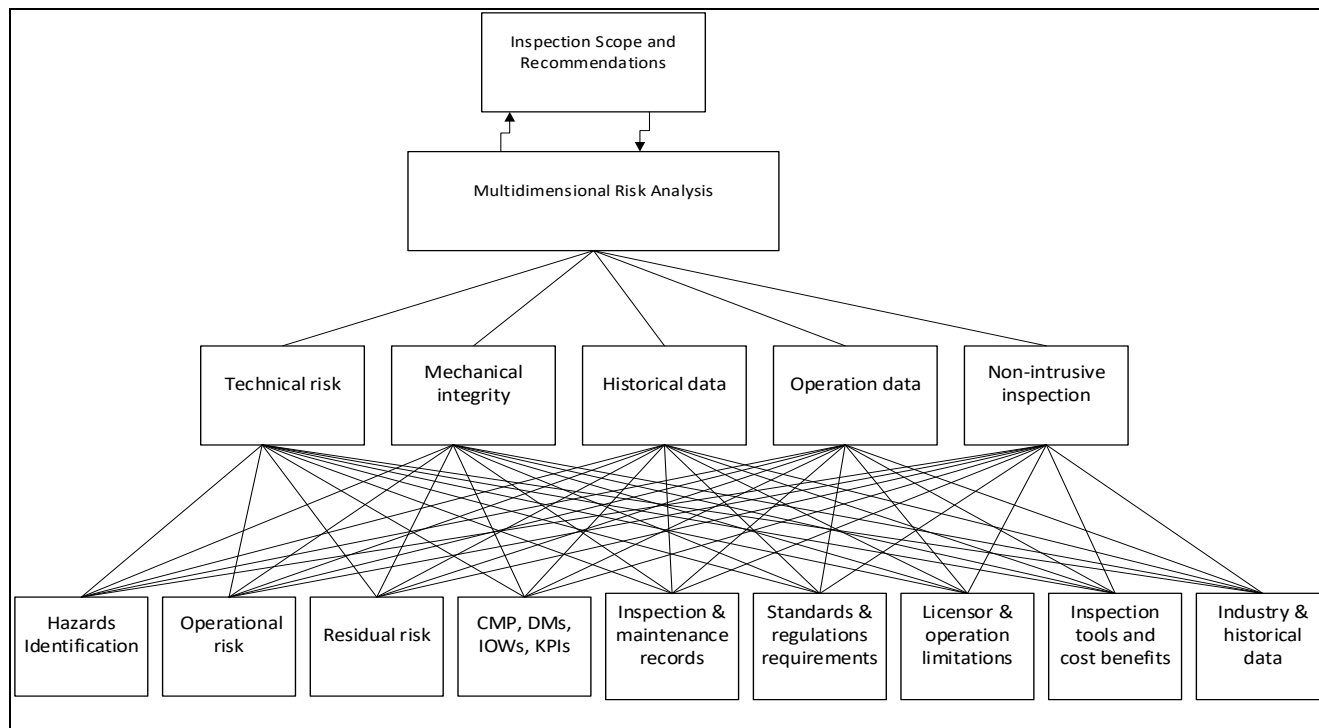 Inspection Scope and
Recommendations
Multidimensional Risk Analysis
Technical risk
Mechanical
integrity
Historical data
Operation data
Non-intrusive
inspection
Hazards
Identification
Operational
risk
Residual risk
CMP, DMs,
IOWs, KPIs
Inspection &
maintenance
records
Standards &
regulations
requirements
Licensor &
operation
limitations
Inspection
tools and
cost benefits
Industry &
historical
data